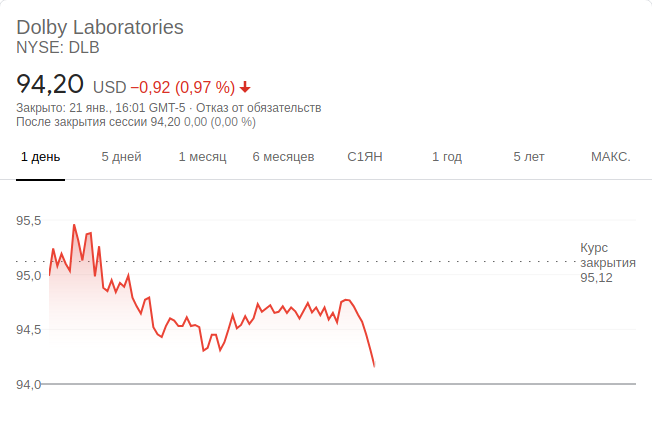 Dolby Laboratories
NYSE: DLB
94,20 USD −0,92 (0,97 %)
Закрыто: 21 янв., 16:01 GMT-5 · Отказ от обязательств
После закрытия сессии 94,20 0,00 (0,00 %)
1 день 5 дней 1 месяц 6 месяцев С1ЯН 1 год 5 лет МАКС.
95,5
Курс
закрытия
95,12
95,0
94,5
94,0